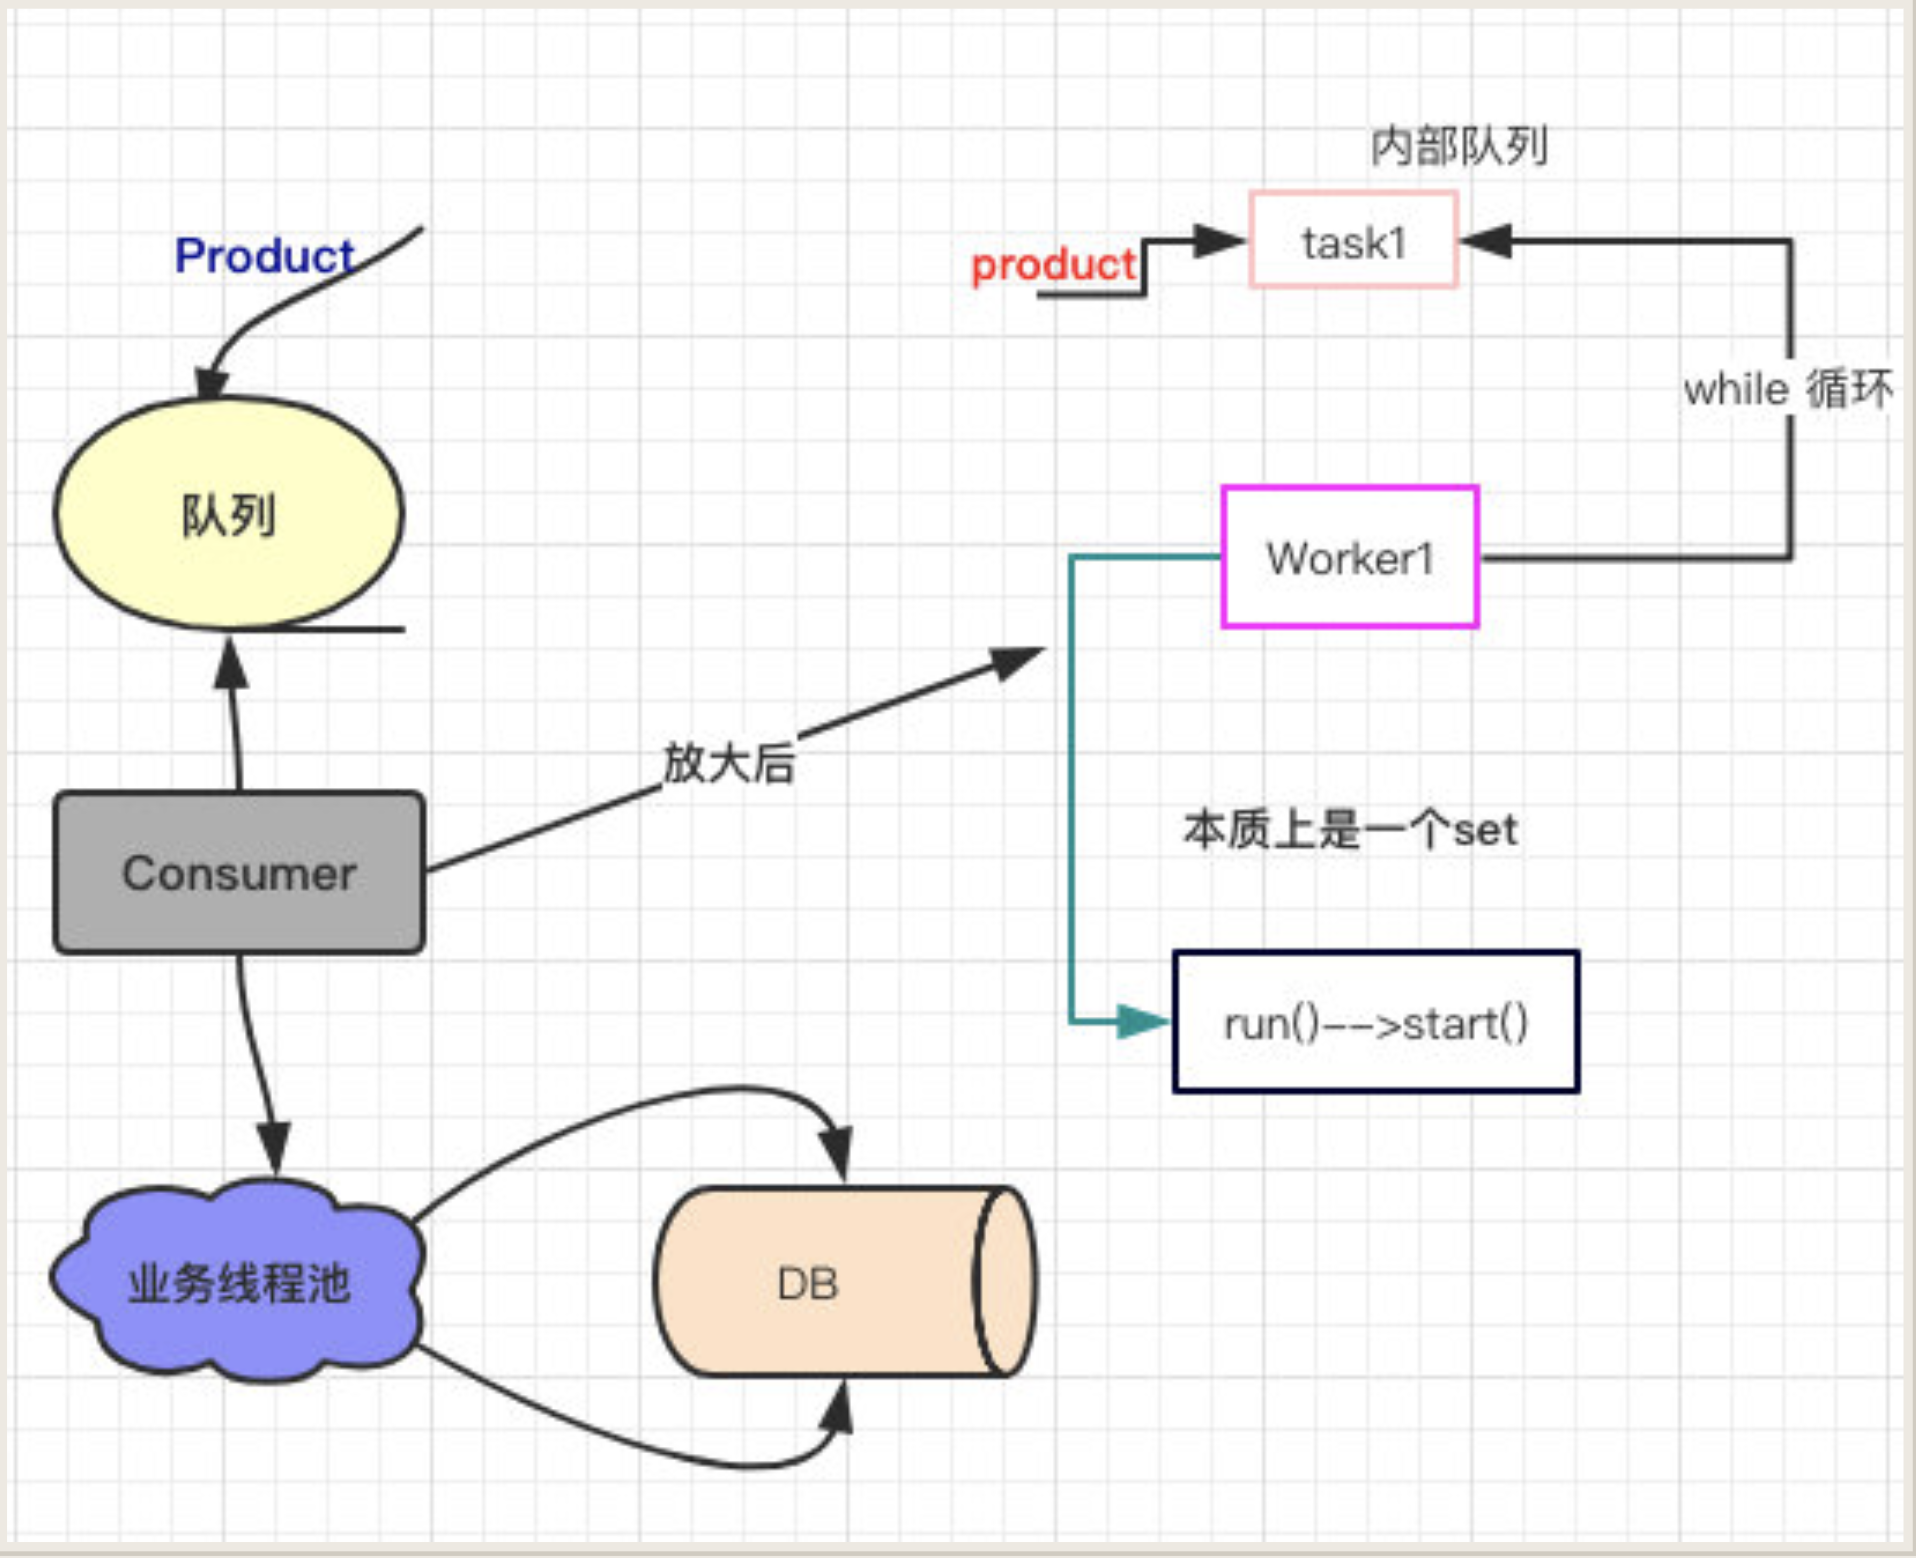 内部队列
Product
product
task1
while 循环
队列
Worker1
放大后
本质上是一个set
Consumer
run()-->start()
业务线程池
DB